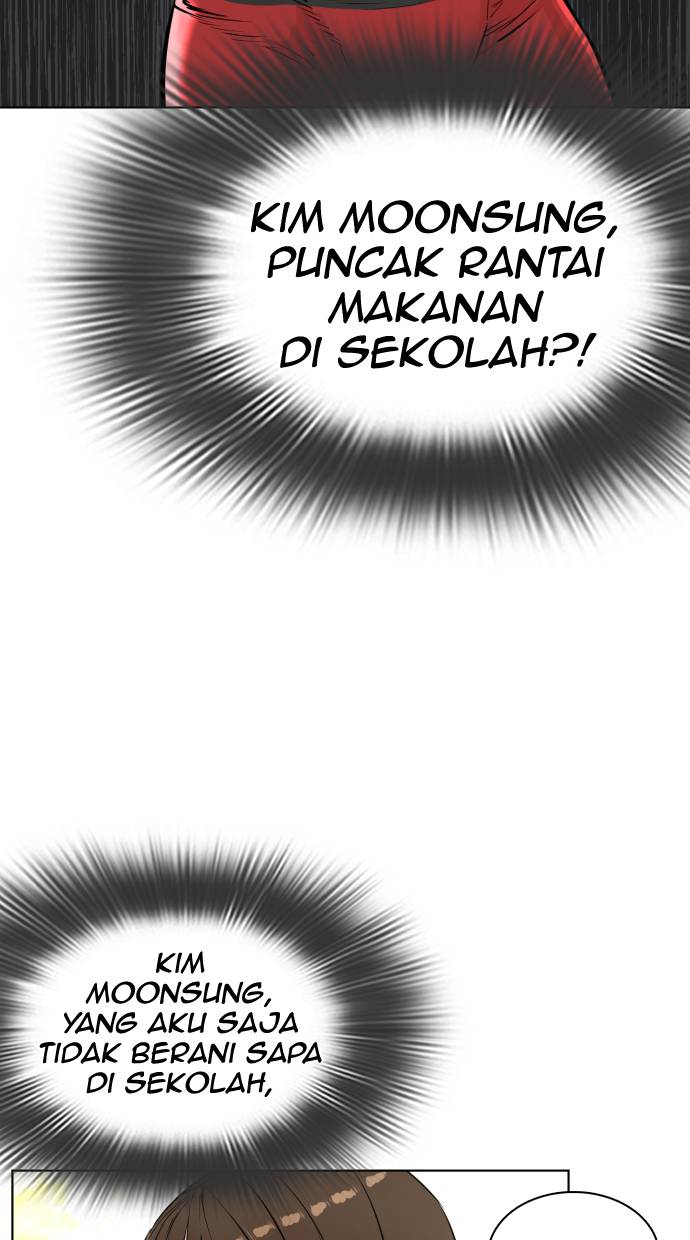 KIM MOONSUNG,
PUNCAK RANTAI
MAKANAN
DI SEKOLAH?!
KIM
MOONSUNG,
YANG AKU SAJA
TIDAK BERANI SAPA
DI SEKOLAH,